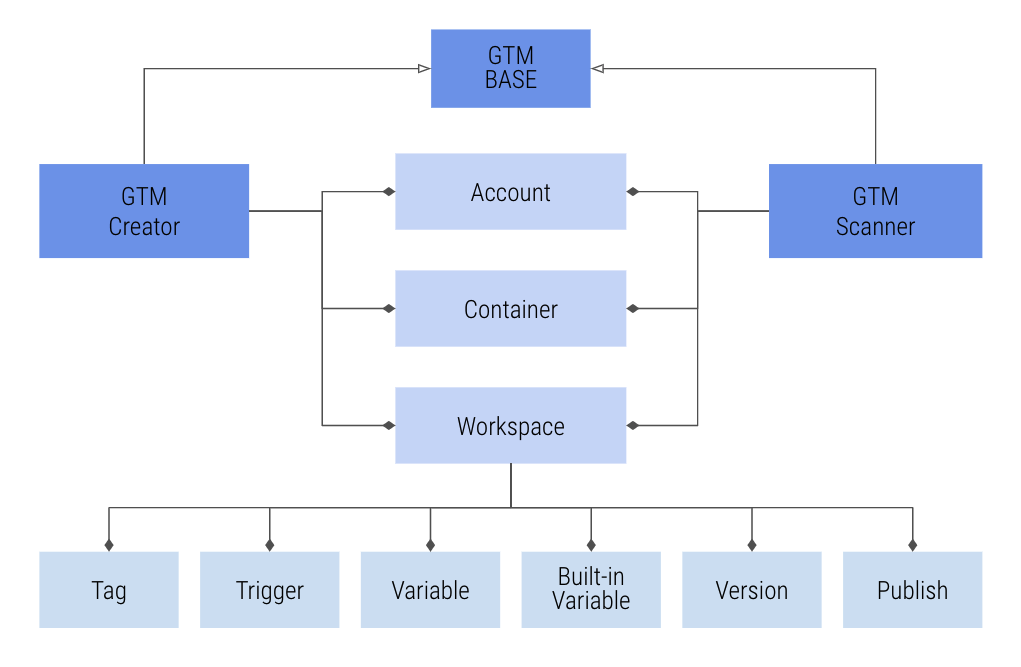 GTM
BASE
GTM
Creator
Account
GTM
Scanner
Container
Workspace
Tag
Trigger
Variable
Built-in
Variable
Version
Publish